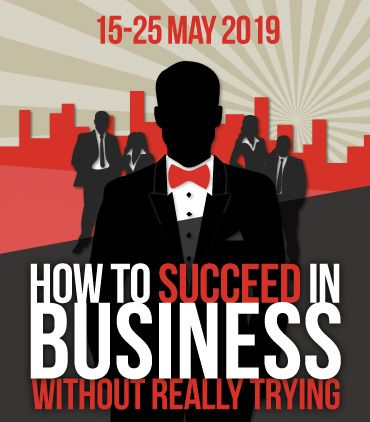 15-25 MAY 2019
HOW TO SUCCEED IN
BUSINESS
WITHOUT REALLY TRYING